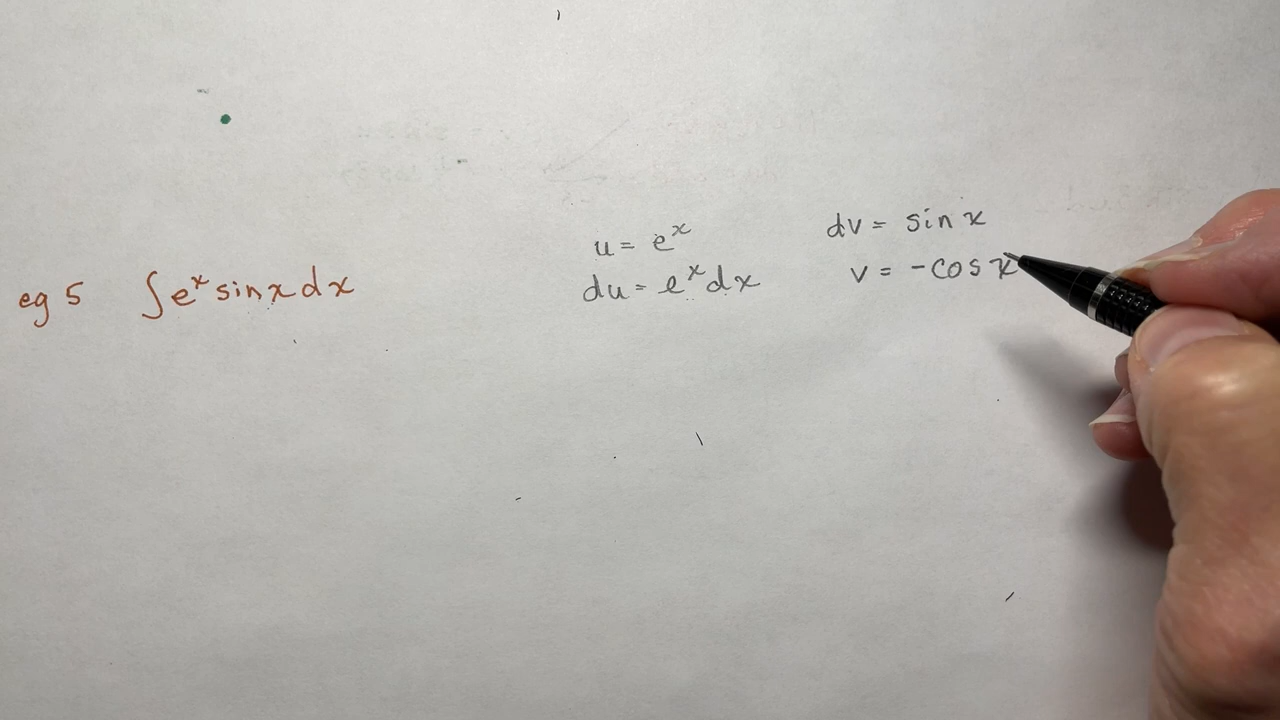 eg 5 ∫eˣ sin x dx
u = eˣ
du = eˣ dx
dv = sin x
v = -cos x